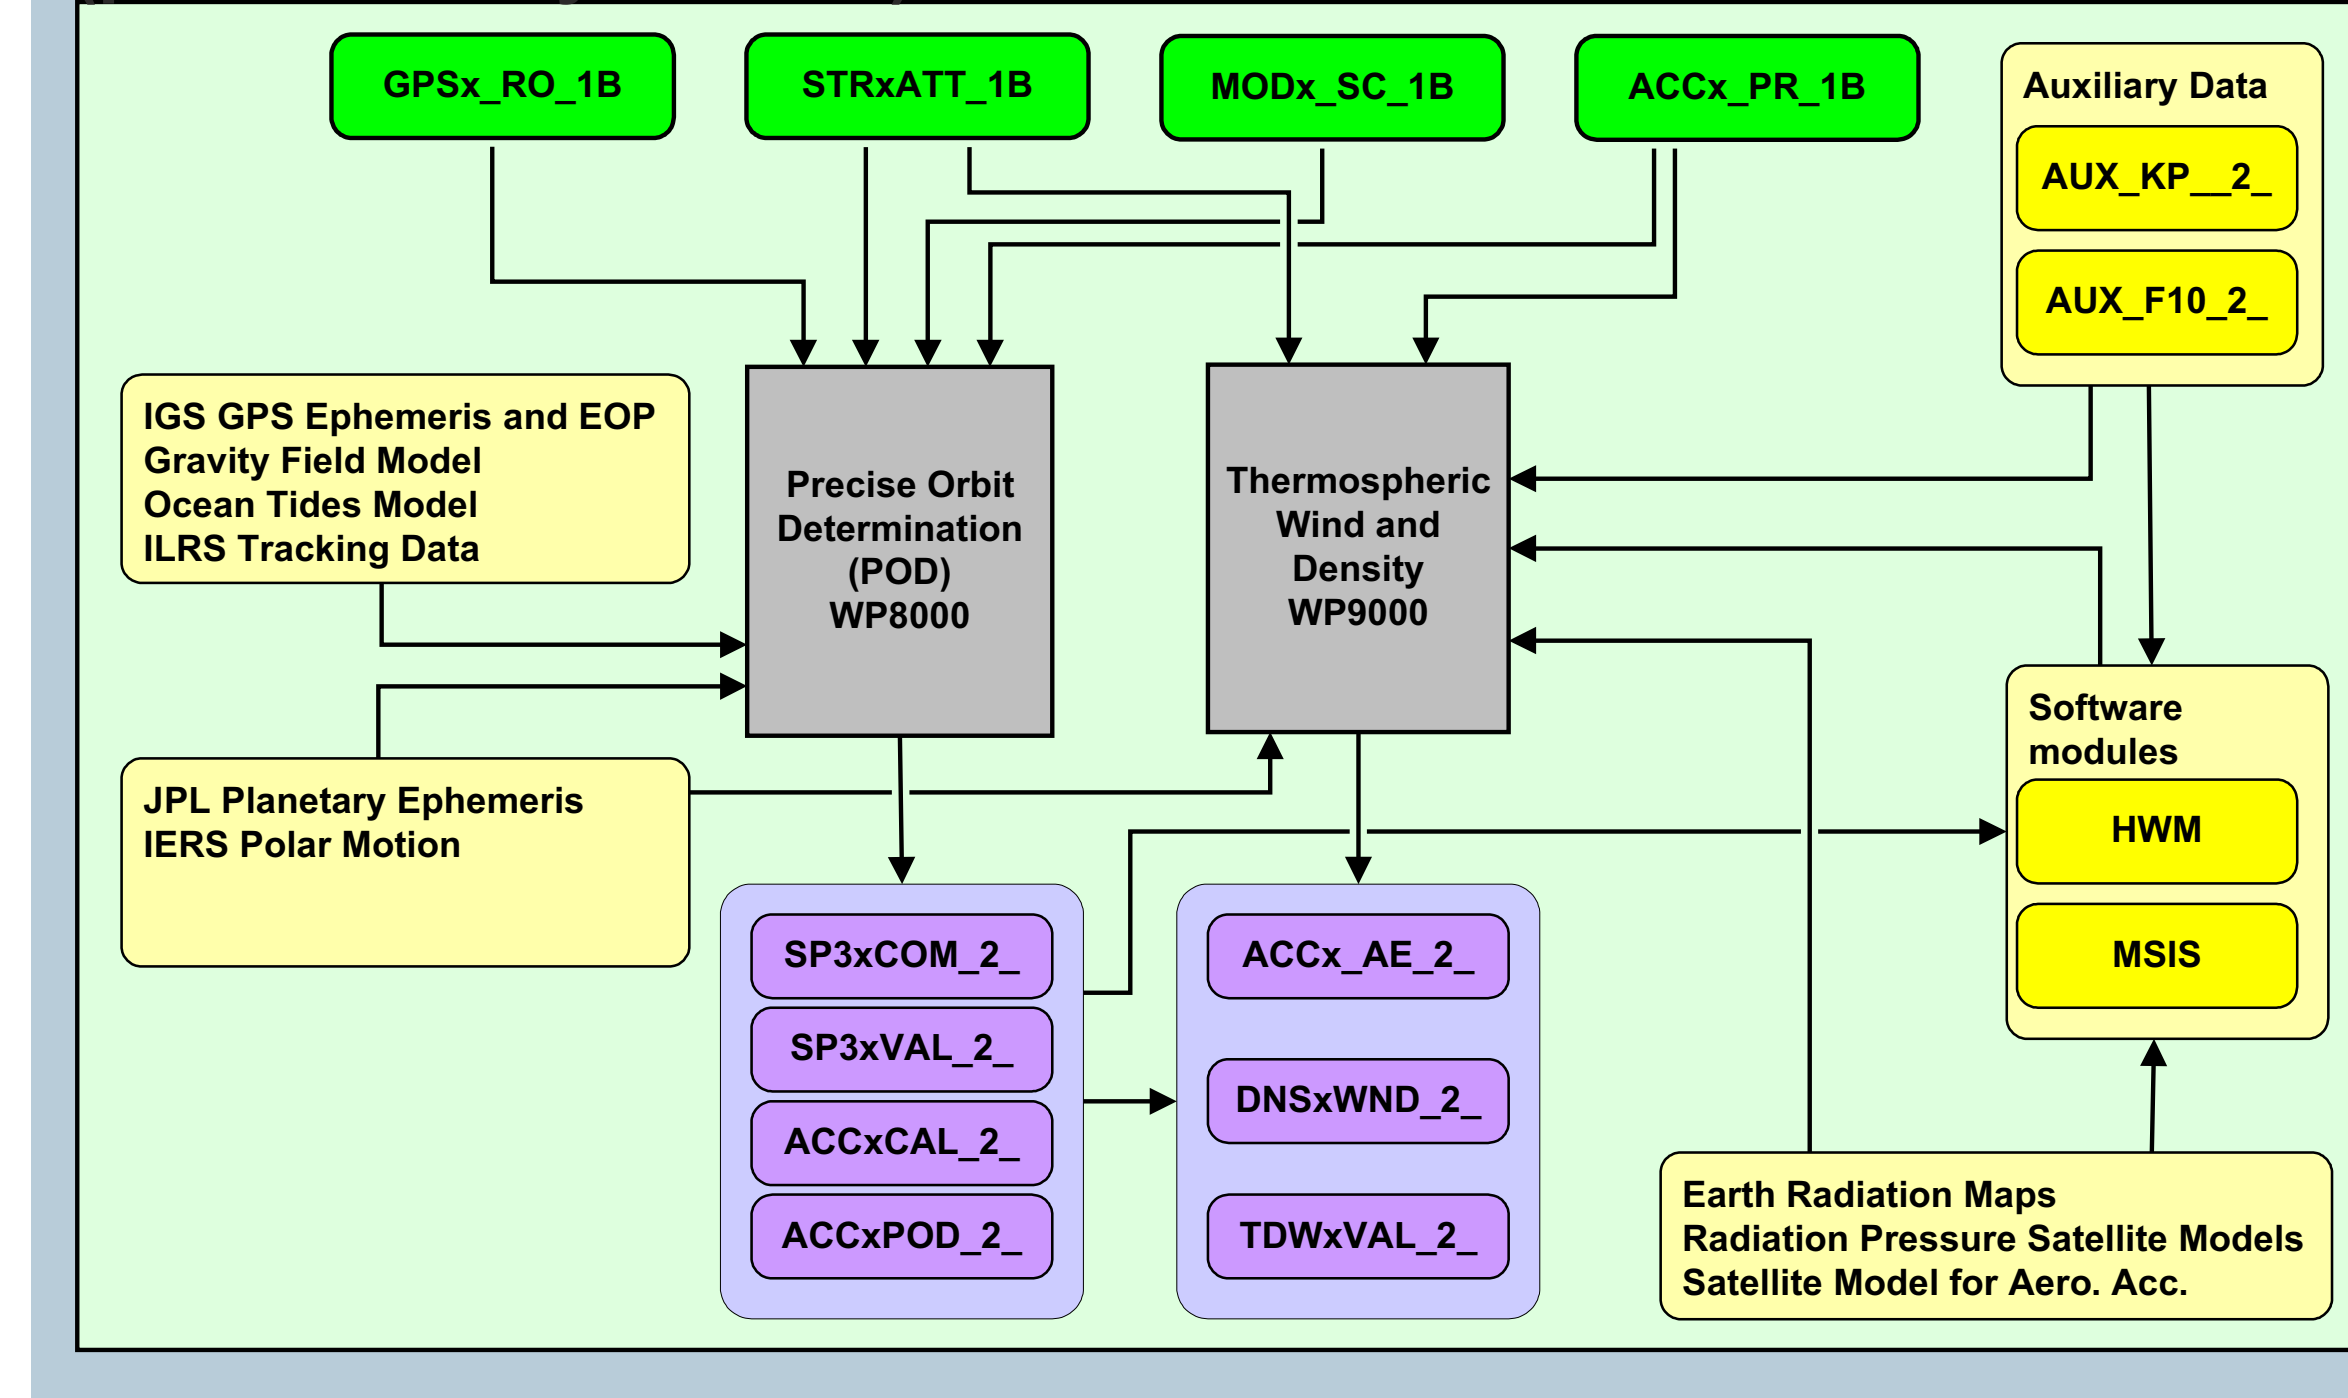 GPSx_RO_1B
STRxATT_1B
MODx_SC_1B
ACCx_PR_1B
Auxiliary Data
AUX_KP__2_
AUX_F10_2_
IGS GPS Ephemeris and EOP
Gravity Field Model
Ocean Tides Model
ILRS Tracking Data
Precise Orbit
Determination
(POD)
WP8000
Thermospheric
Wind and
Density
WP9000
Software
modules
HWM
MSIS
JPL Planetary Ephemeris
IERS Polar Motion
SP3xCOM_2_
SP3xVAL_2_
ACCxCAL_2_
ACCxPOD_2_
ACCx_AE_2_
DNSxWND_2_
TDWxVAL_2_
Earth Radiation Maps
Radiation Pressure Satellite Models
Satellite Model for Aero. Acc.